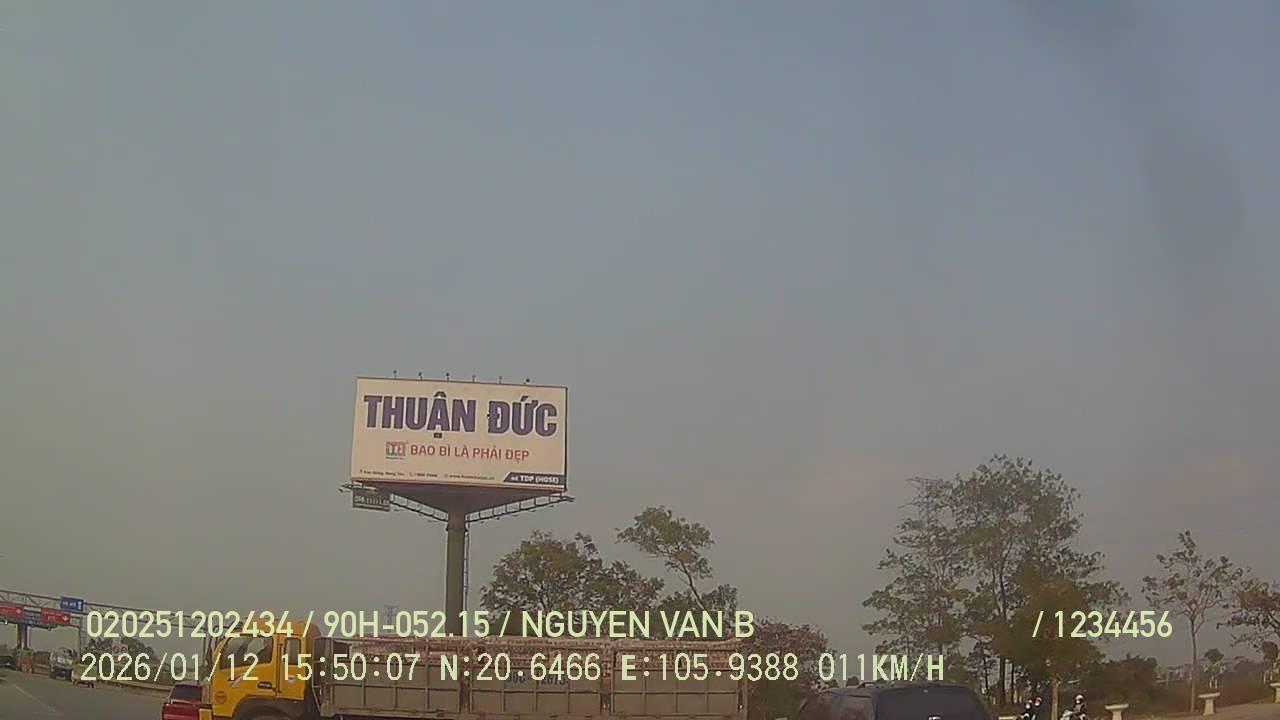 THUẬN ĐỨC
BAO BÌ LÀ PHẢI ĐẸP
TDP (HOSE)
020251202434 / 90H-052.15 / NGUYEN VAN B / 1234456
2026/01/12 15:50:07 N:20.6466 E:105.9388 011KM/H